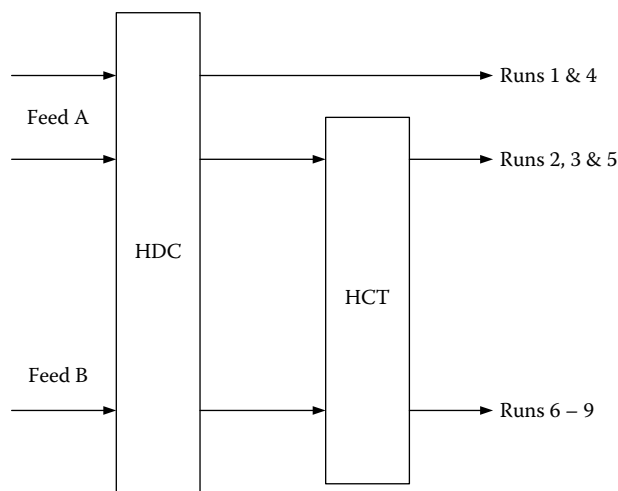 Runs 1 & 4
Feed A
Runs 2, 3 & 5
HDC
HCT
Feed B
Runs 6 – 9